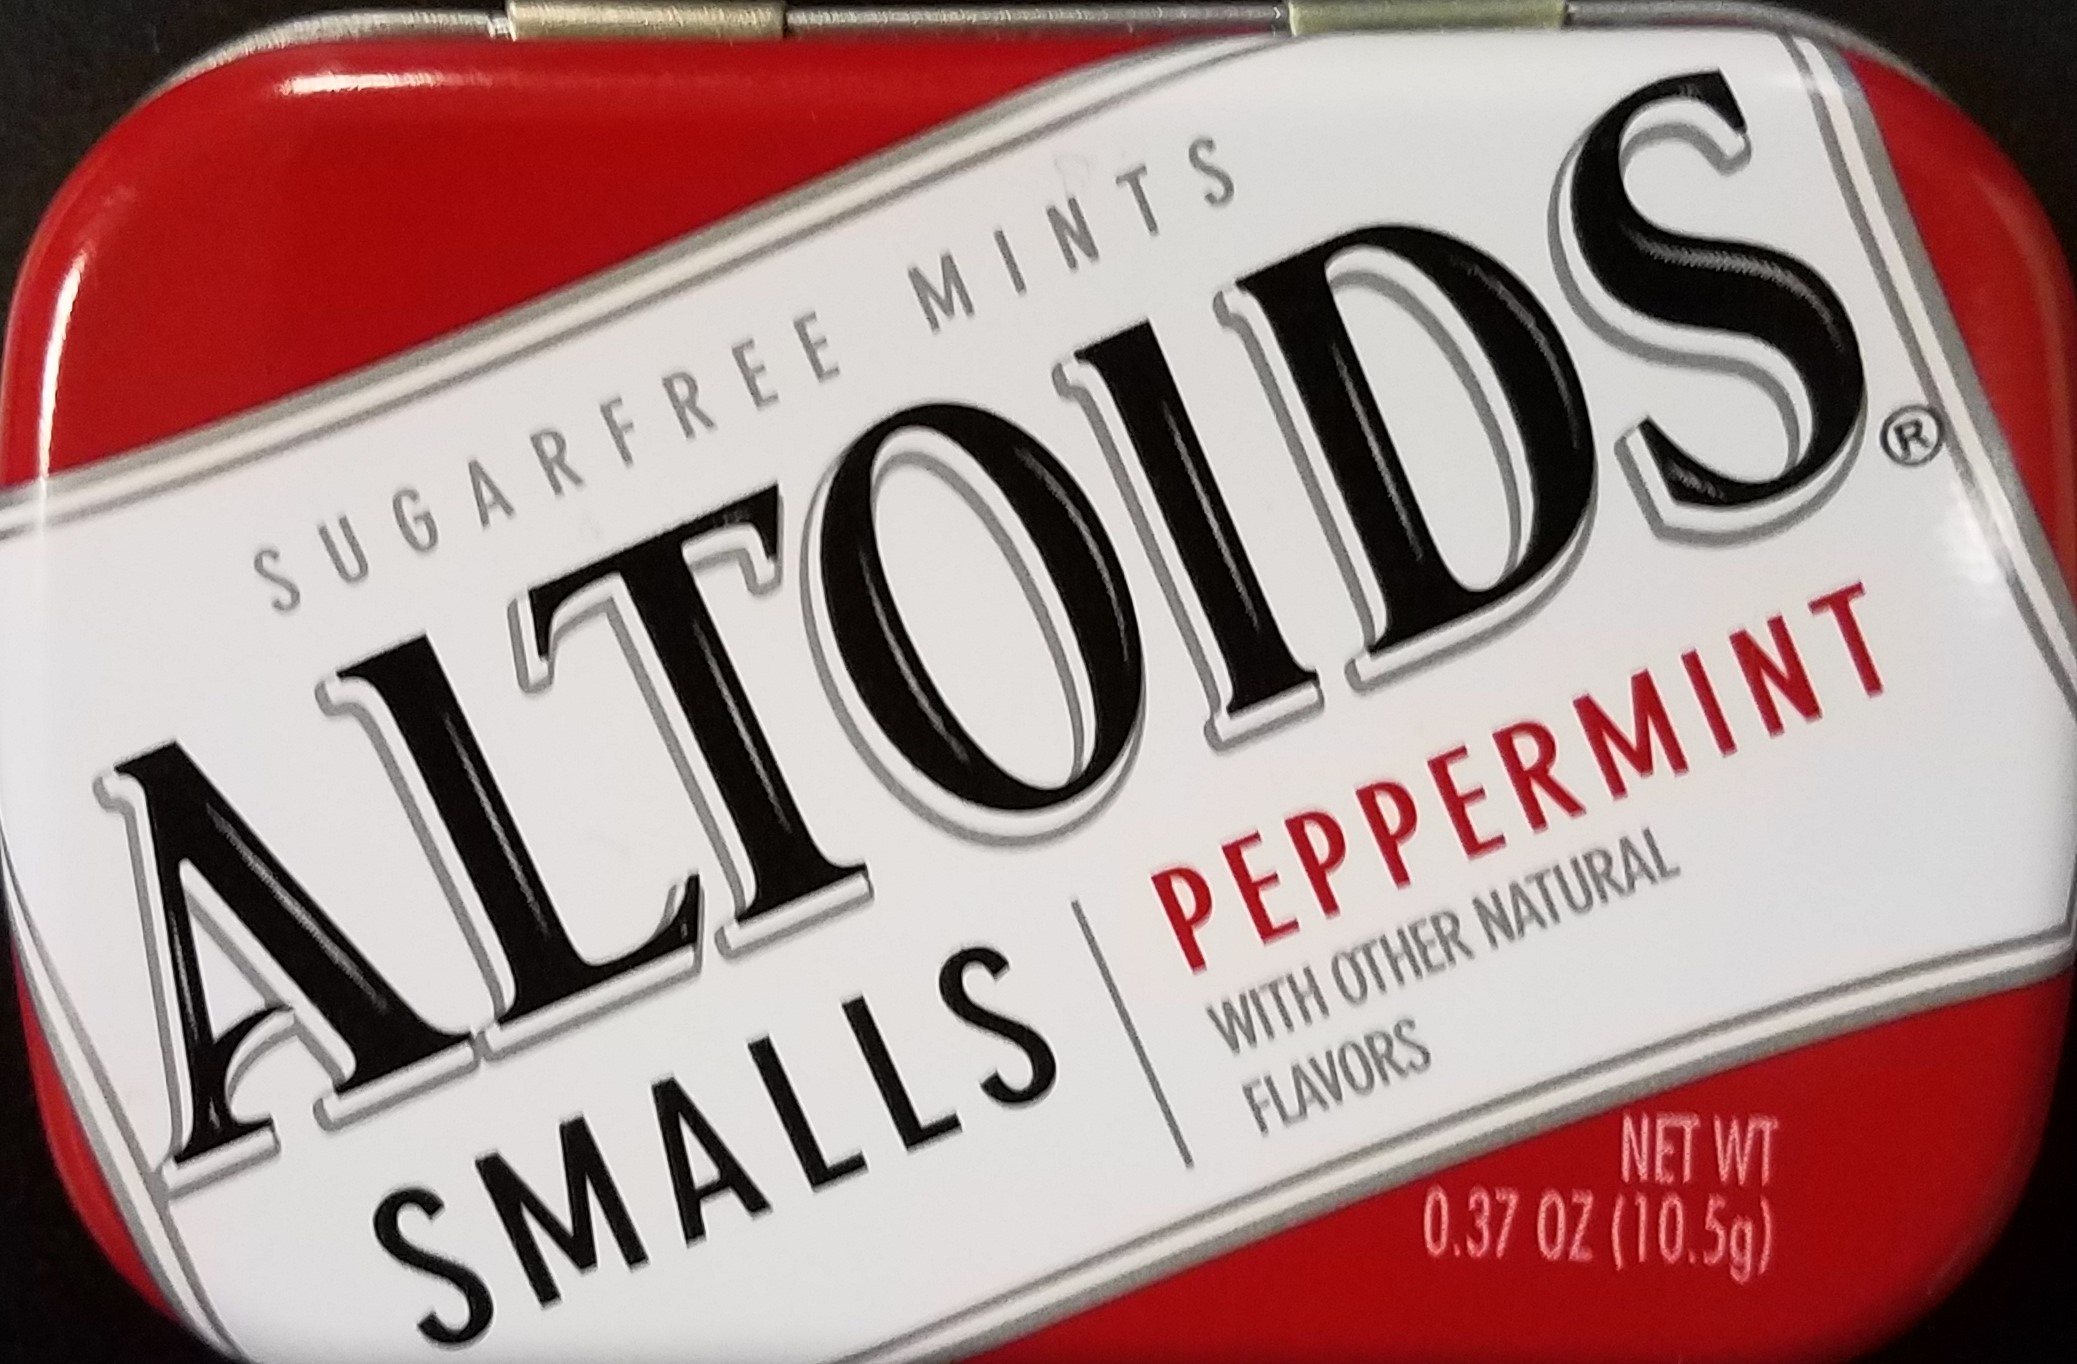 SUGARFREE MINTS
ALTOIDS®
SMALLS
PEPPERMINT
WITH OTHER NATURAL
FLAVORS
NET WT
0.37 OZ (10.5g)